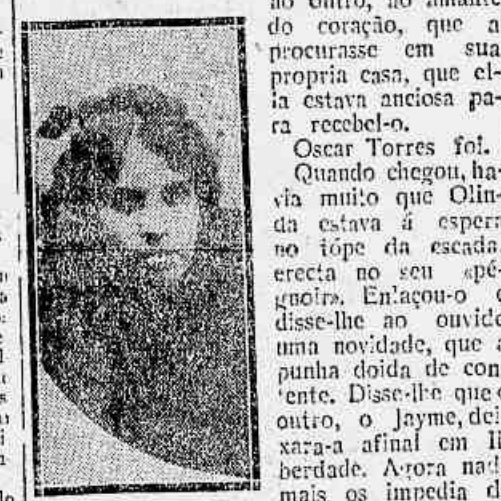 ao outro, ao amante
do coração, que a
procurasse em sua
propria casa, que el-
la estava anciosa pa-
ra recebel-o.
Oscar Torres foi.
Quando chegou, ha-
via muito que Olin-
da estava á espera
no tópe da escada,
erecta no seu «pé-
gnoir». Enlaçou-o e
disse-lhe ao ouvido
uma novidade, que a
punha doida de con-
tente. Disse-lhe que o
outro, o Jayme, dei-
xara-a afinal em li-
berdade. Agora nada
mais os impedia d